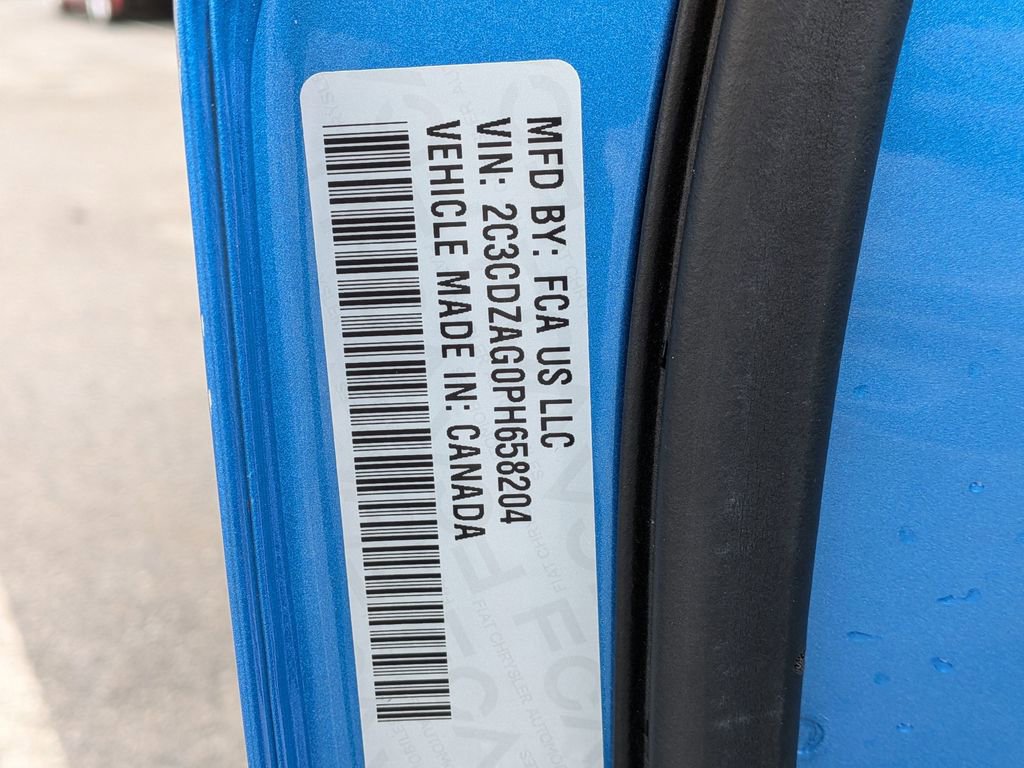 MFD BY: FCA US LLC
VIN: 2C3CDZAG0PH658204
VEHICLE MADE IN: CANADA